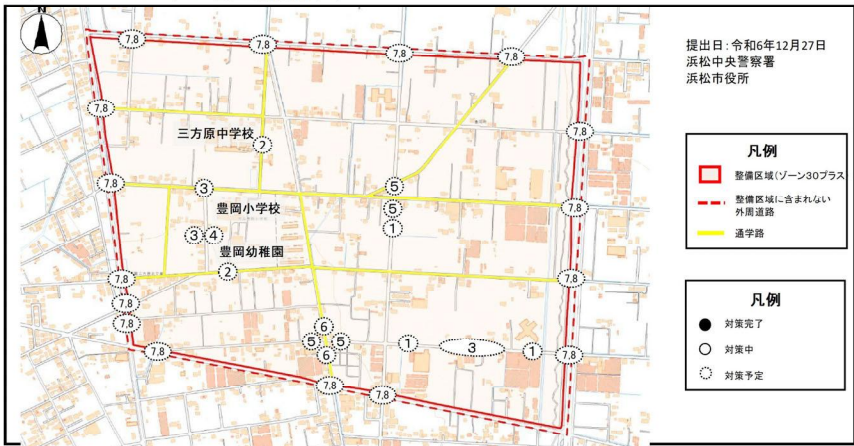 N
提出日：令和6年12月27日
浜松中央警察署
浜松市役所
凡例
整備区域（ゾーン30プラス
整備区域に含まれない
外周道路
通学路
凡例
対策完了
対策中
対策予定
7,8
7,8
7,8
7,8
7,8
7,8
三方原中学校
2
7,8
3
5
豊岡小学校
5
7,8
1
3 4
豊岡幼稚園
2
7,8
7,8
7,8
7,8
6
5 5
6
1
3
1
7,8
7,8
7,8
7,8